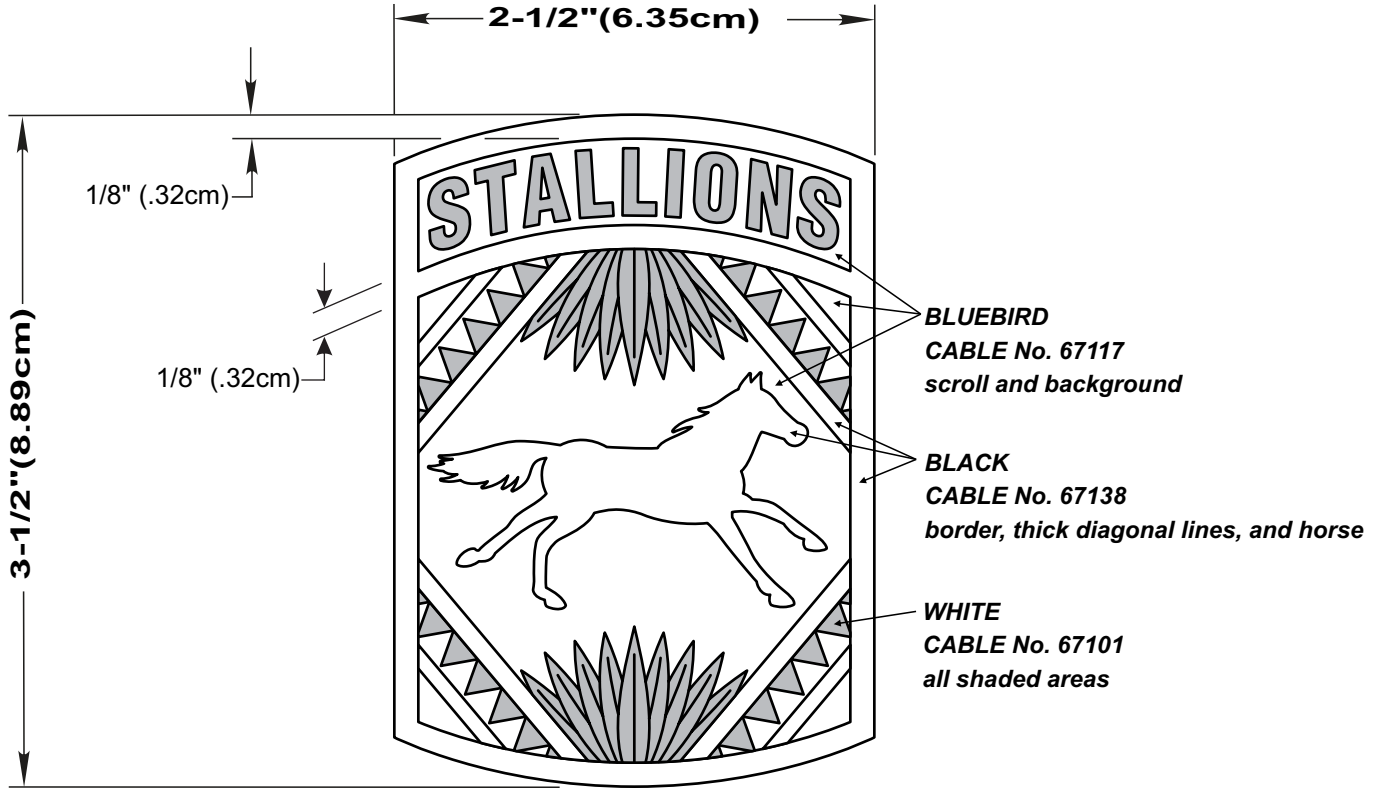 2-1/2"(6.35cm)
1/8" (.32cm)
STALLIONS
1/8" (.32cm)
3-1/2"(8.89cm)
BLUEBIRD
CABLE No. 67117
scroll and background
BLACK
CABLE No. 67138
border, thick diagonal lines, and horse
WHITE
CABLE No. 67101
all shaded areas